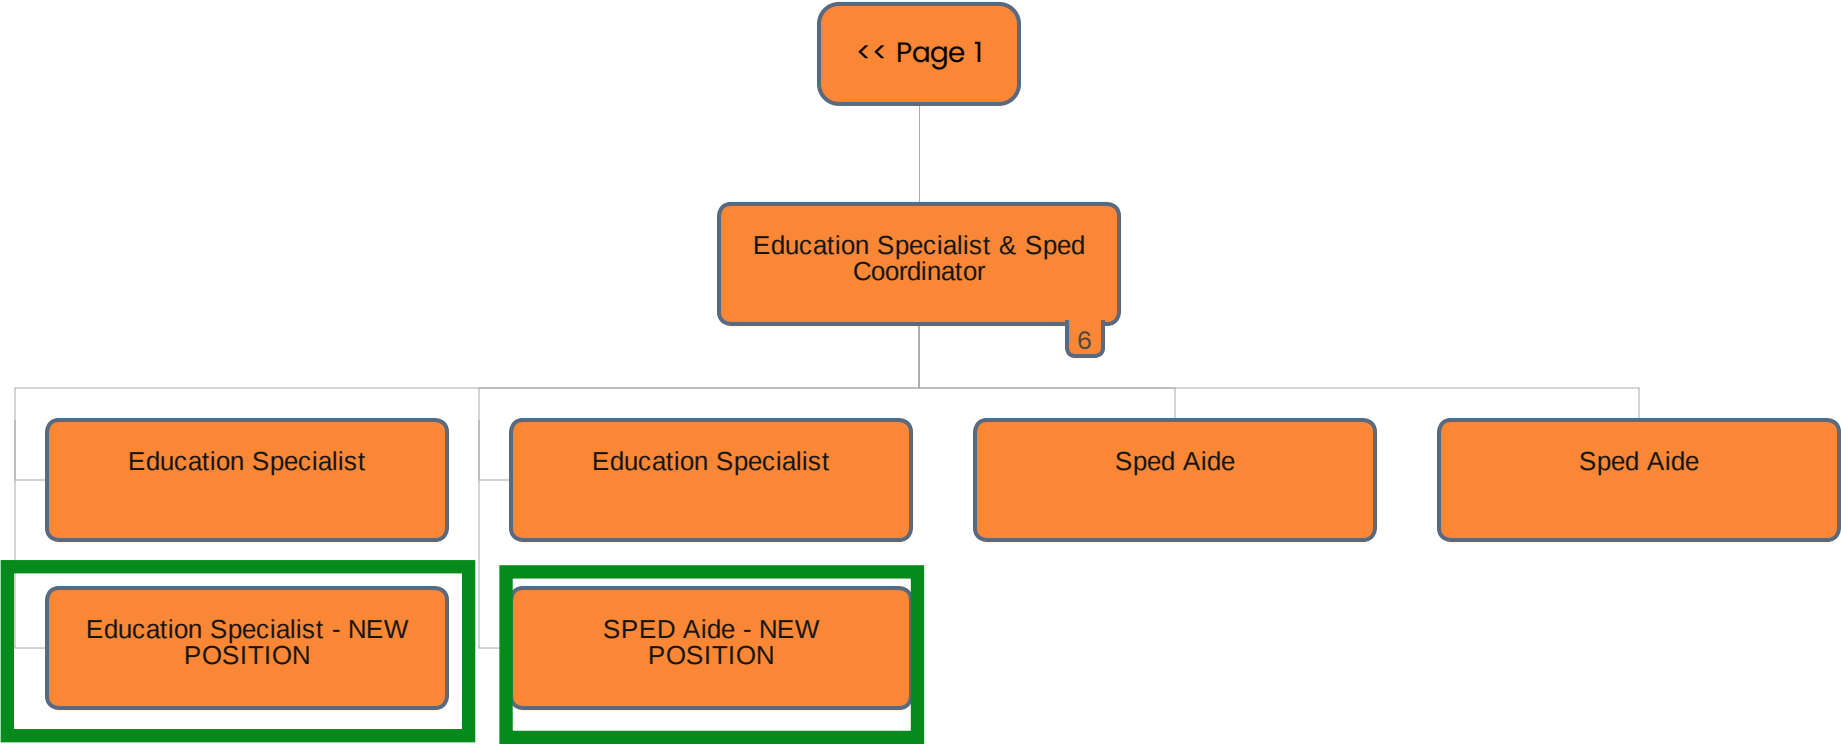 << Page 1
Education Specialist & Sped
Coordinator
6
Education Specialist
Education Specialist
Sped Aide
Sped Aide
Education Specialist - NEW
POSITION
SPED Aide - NEW
POSITION